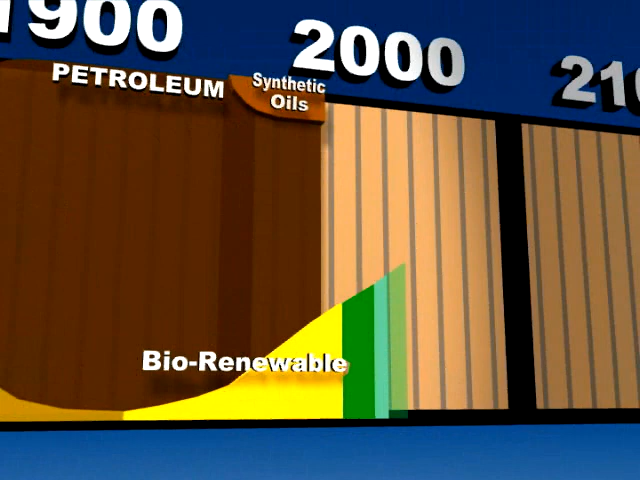 1900
2000
PETROLEUM
Synthetic
Oils
Bio-Renewable